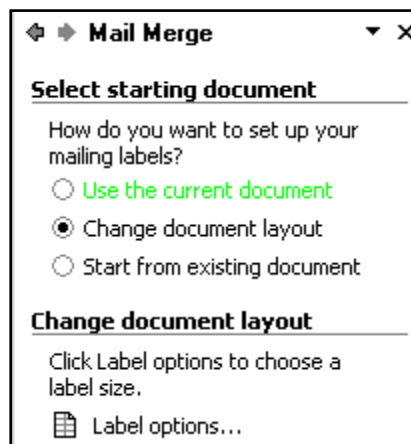 Mail Merge
Select starting document
How do you want to set up your
mailing labels?
Use the current document
Change document layout
Start from existing document
Change document layout
Click Label options to choose a
label size.
Label options...